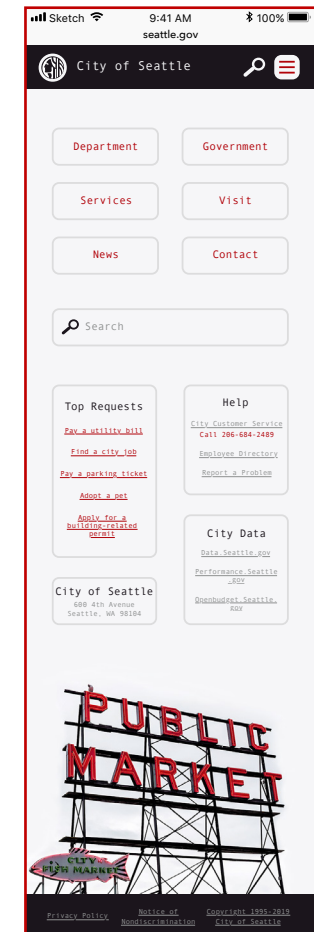 Sketch 9:41 AM 100%
seattle.gov
City of Seattle
Department Government
Services Visit
News Contact
Search
Top Requests
Pay a utility bill
Find a city job
Pay a parking ticket
Adopt a pet
Apply for a
building-related
permit
City of Seattle
600 4th Avenue
Seattle, WA 98104
Help
City Customer Service
Call 206-684-2489
Employee Directory
Report a Problem
City Data
Data.Seattle.gov
Performance.Seattle
.gov
Openbudget.Seattle.
gov
PUBLIC
MARKET
CITY
FISH MARKET
Privacy Policy
Notice of
Nondiscrimination
Copyright 1995-2019
City of Seattle